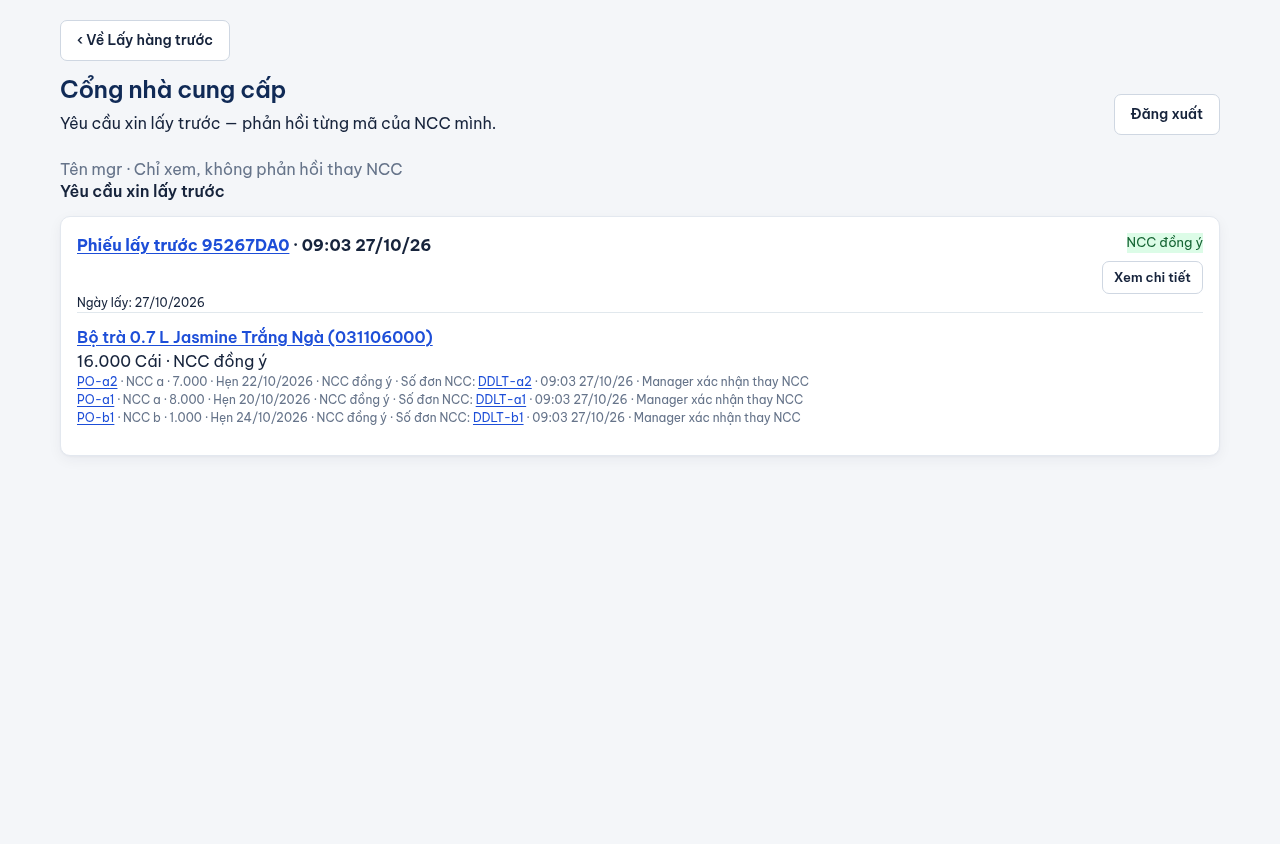 ‹ Về Lấy hàng trước
Cổng nhà cung cấp
Yêu cầu xin lấy trước — phản hồi từng mã của NCC mình.
Đăng xuất
Tên mgr · Chỉ xem, không phản hồi thay NCC
Yêu cầu xin lấy trước
Phiếu lấy trước 95267DA0 · 09:03 27/10/26
NCC đồng ý
Xem chi tiết
Ngày lấy: 27/10/2026
Bộ trà 0.7 L Jasmine Trắng Ngà (031106000)
16.000 Cái · NCC đồng ý
PO-a2 · NCC a · 7.000 · Hẹn 22/10/2026 · NCC đồng ý · Số đơn NCC: DDLT-a2 · 09:03 27/10/26 · Manager xác nhận thay NCC
PO-a1 · NCC a · 8.000 · Hẹn 20/10/2026 · NCC đồng ý · Số đơn NCC: DDLT-a1 · 09:03 27/10/26 · Manager xác nhận thay NCC
PO-b1 · NCC b · 1.000 · Hẹn 24/10/2026 · NCC đồng ý · Số đơn NCC: DDLT-b1 · 09:03 27/10/26 · Manager xác nhận thay NCC